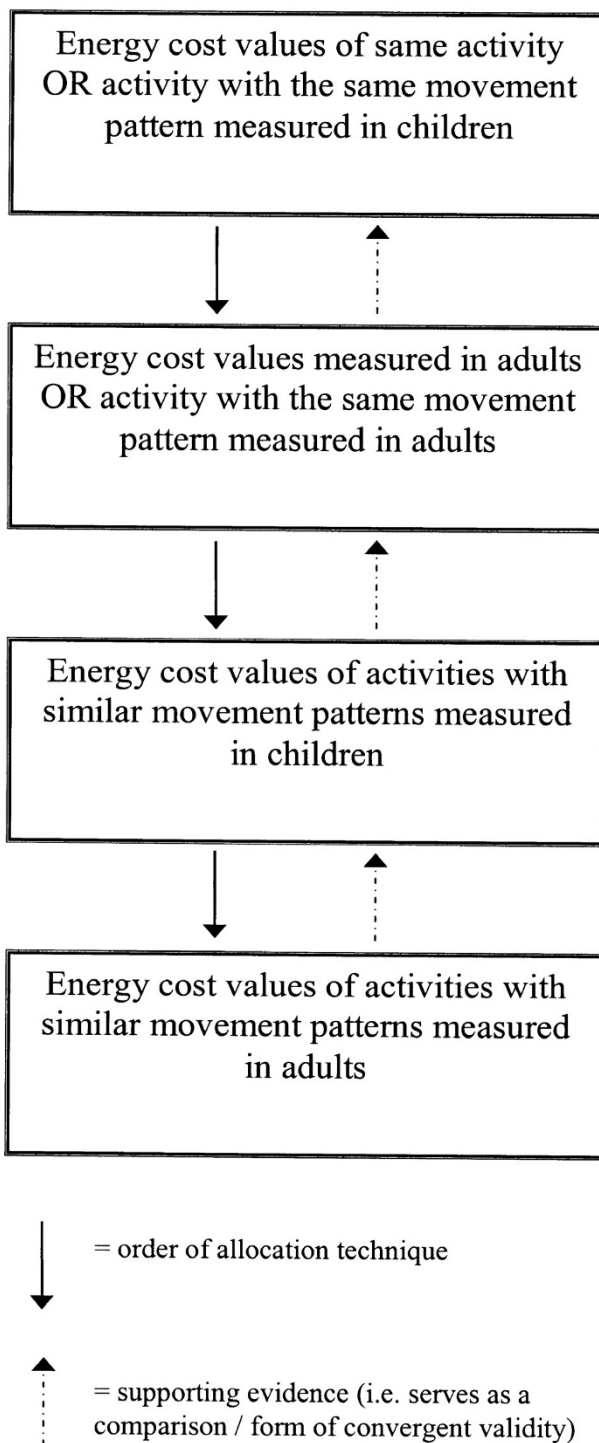 Energy cost values of same activity
OR activity with the same movement
pattern measured in children
Energy cost values measured in adults
OR activity with the same movement
pattern measured in adults
Energy cost values of activities with
similar movement patterns measured
in children
Energy cost values of activities with
similar movement patterns measured
in adults
= order of allocation technique
= supporting evidence (i.e. serves as a
comparison / form of convergent validity)